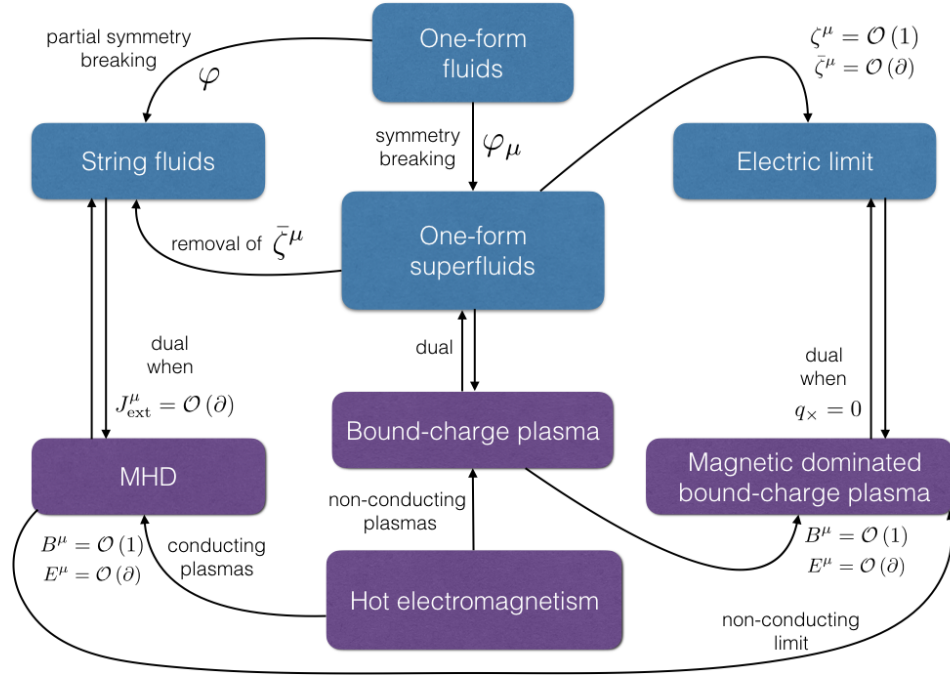 partial symmetry
breaking
φ
One-form
fluids
ζ^μ = O (1)
ζ̄^μ = O (∂)
String fluids
symmetry
breaking
φ_μ
Electric limit
removal of ζ̄^μ
One-form
superfluids
dual
when
J^μ_ext = O (∂)
dual
dual
when
q_× = 0
Bound-charge plasma
MHD
Magnetic dominated
bound-charge plasma
non-conducting
plasmas
B^μ = O (1)
E^μ = O (∂)
conducting
plasmas
B^μ = O (1)
E^μ = O (∂)
Hot electromagnetism
non-conducting
limit